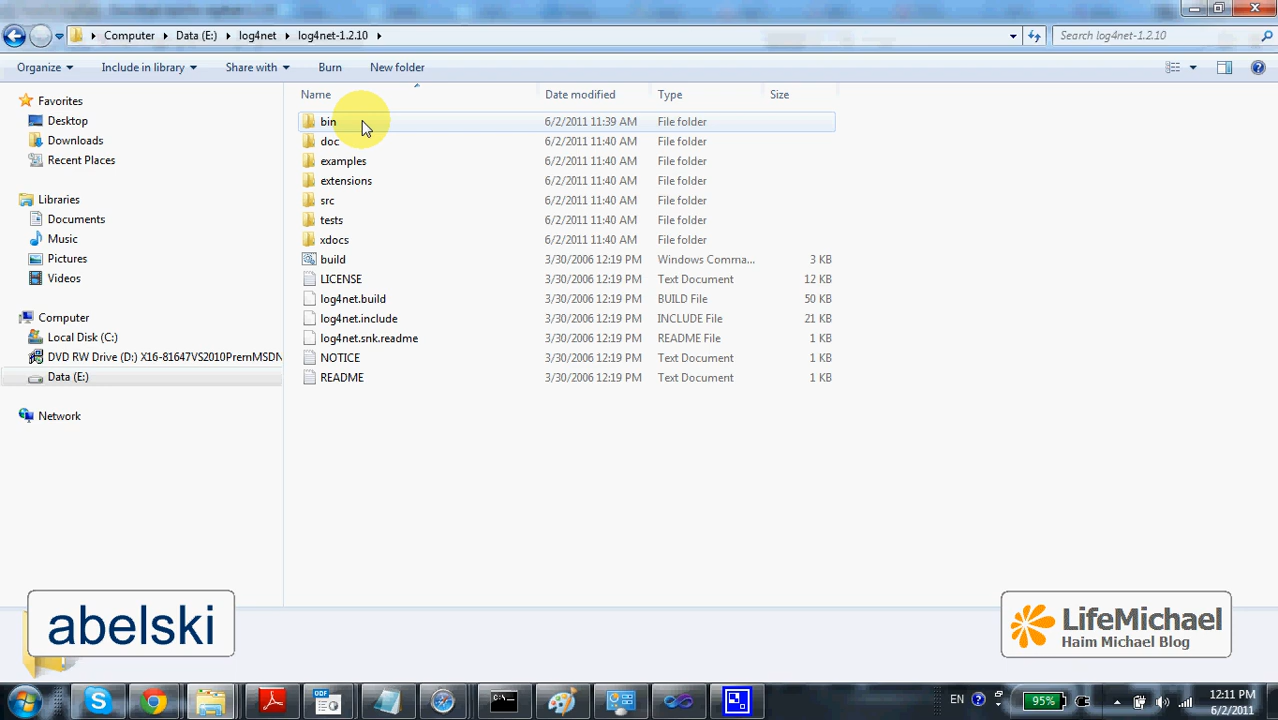 Computer Data (E:) log4net log4net-1.2.10
Search log4net-1.2.10
Organize Include in library Share with Burn New folder
Favorites
Desktop
Downloads
Recent Places
Libraries
Documents
Music
Pictures
Videos
Computer
Local Disk (C:)
DVD RW Drive (D:) X16-81647VS2010PremMSDN
Data (E:)
Network
Name Date modified Type Size
bin 6/2/2011 11:39 AM File folder
doc 6/2/2011 11:40 AM File folder
examples 6/2/2011 11:40 AM File folder
extensions 6/2/2011 11:40 AM File folder
src 6/2/2011 11:40 AM File folder
tests 6/2/2011 11:40 AM File folder
xdocs 6/2/2011 11:40 AM File folder
build 3/30/2006 12:19 PM Windows Comma... 3 KB
LICENSE 3/30/2006 12:19 PM Text Document 12 KB
log4net.build 3/30/2006 12:19 PM BUILD File 50 KB
log4net.include 3/30/2006 12:19 PM INCLUDE File 21 KB
log4net.snk.readme 3/30/2006 12:19 PM README File 1 KB
NOTICE 3/30/2006 12:19 PM Text Document 1 KB
README 3/30/2006 12:19 PM Text Document 1 KB
abelski
LifeMichael
Haim Michael Blog
ODF
C:\
EN
95%
12:11 PM
6/2/2011